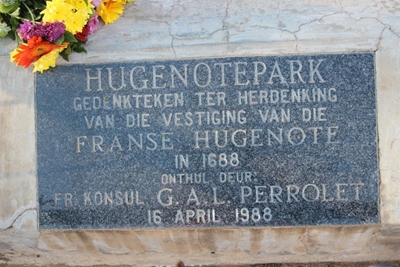 HUGENOTEPARK
GEDENKTEKEN TER HERDENKING
VAN DIE VESTIGING VAN DIE
FRANSE HUGENOTE
IN 1688
ONTHUL DEUR:
FR. KONSUL G.A.L. PERROLET
16 APRIL 1988